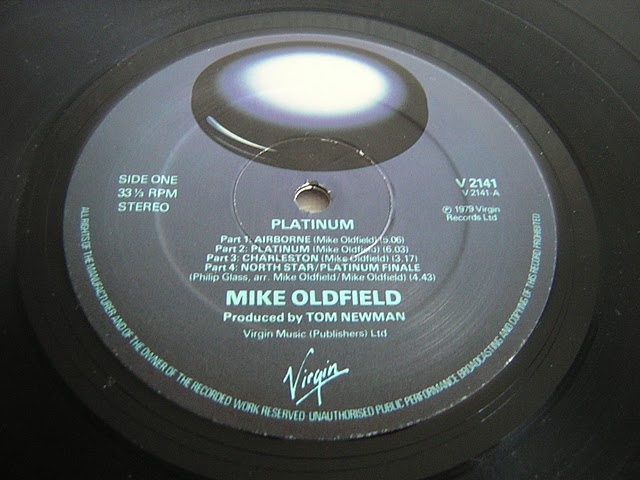 SIDE ONE
33⅓ RPM
STEREO
V 2141
V.2141-A
℗ 1979 Virgin
Records Ltd
PLATINUM
Part 1: AIRBORNE (Mike Oldfield) (5.06)
Part 2: PLATINUM (Mike Oldfield) (6.03)
Part 3: CHARLESTON (Mike Oldfield) (3.17)
Part 4: NORTH STAR/PLATINUM FINALE
(Philip Glass, arr. Mike Oldfield/Mike Oldfield) (4.43)
MIKE OLDFIELD
Produced by TOM NEWMAN
Virgin Music (Publishers) Ltd
Virgin
ALL RIGHTS OF THE MANUFACTURER AND OF THE OWNER OF THE RECORDED WORK RESERVED UNAUTHORISED PUBLIC PERFORMANCE BROADCASTING AND COPYING OF THIS RECORD PROHIBITED